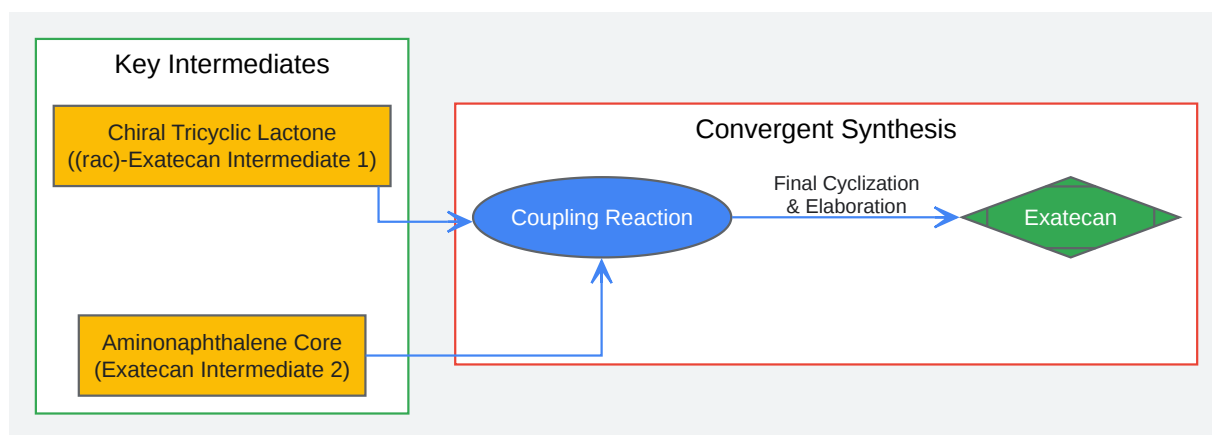 Key Intermediates
Chiral Tricyclic Lactone
((rac)-Exatecan Intermediate 1)
Aminonaphthalene Core
(Exatecan Intermediate 2)
Convergent Synthesis
Coupling Reaction
Final Cyclization
& Elaboration
Exatecan